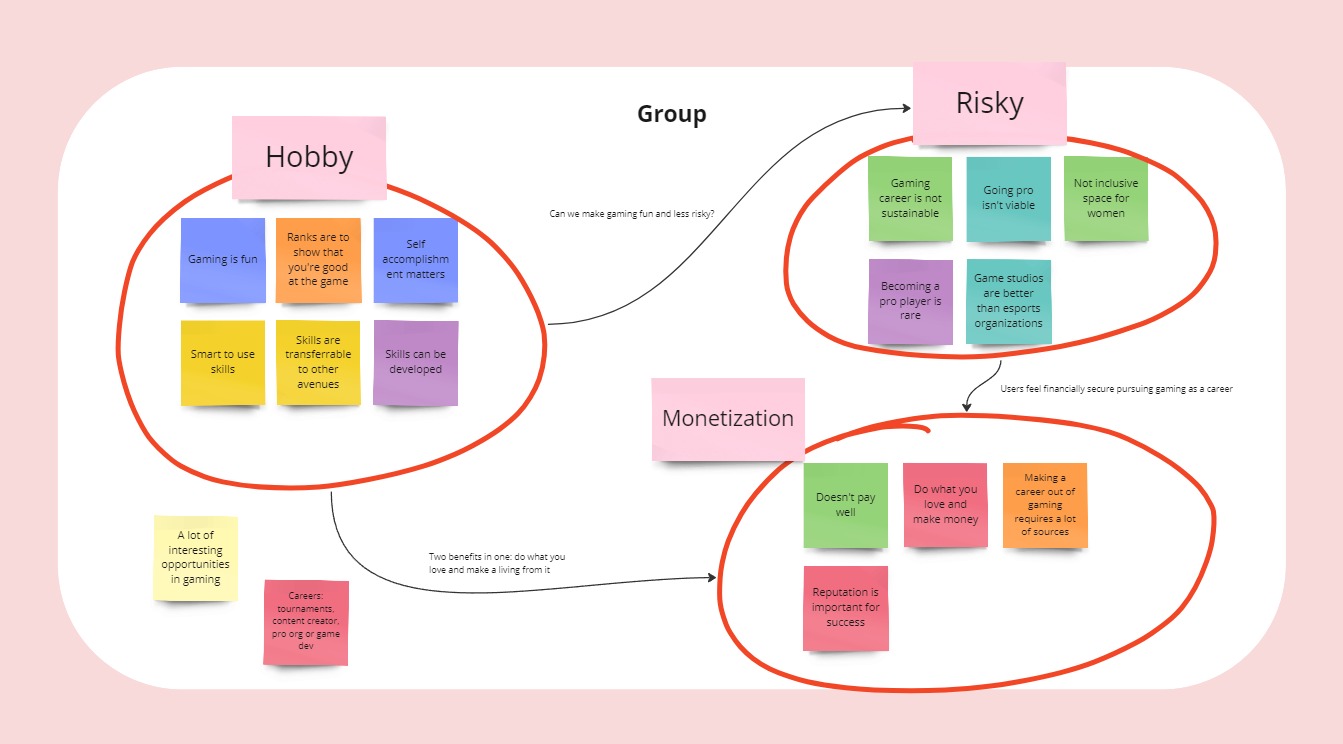 Group
Hobby
Gaming is fun
Ranks are to
show that
you're good
at the game
Self
accomplishm
ent matters
Smart to use
skills
Skills are
transferrable
to other
avenues
Skills can be
developed
Can we make gaming fun and less risky?
Risky
Gaming
career is not
sustainable
Going pro
isn't viable
Not inclusive
space for
women
Becoming a
pro player is
rare
Game studios
are better
than esports
organizations
Users feel financially secure pursuing gaming as a career
Monetization
Doesn't pay
well
Do what you
love and
make money
Making a
career out of
gaming
requires a lot
of sources
Reputation is
important for
success
Two benefits in one: do what you
love and make a living from it
A lot of
interesting
opportunities
in gaming
Careers:
tournaments,
content creator,
pro org or game
dev